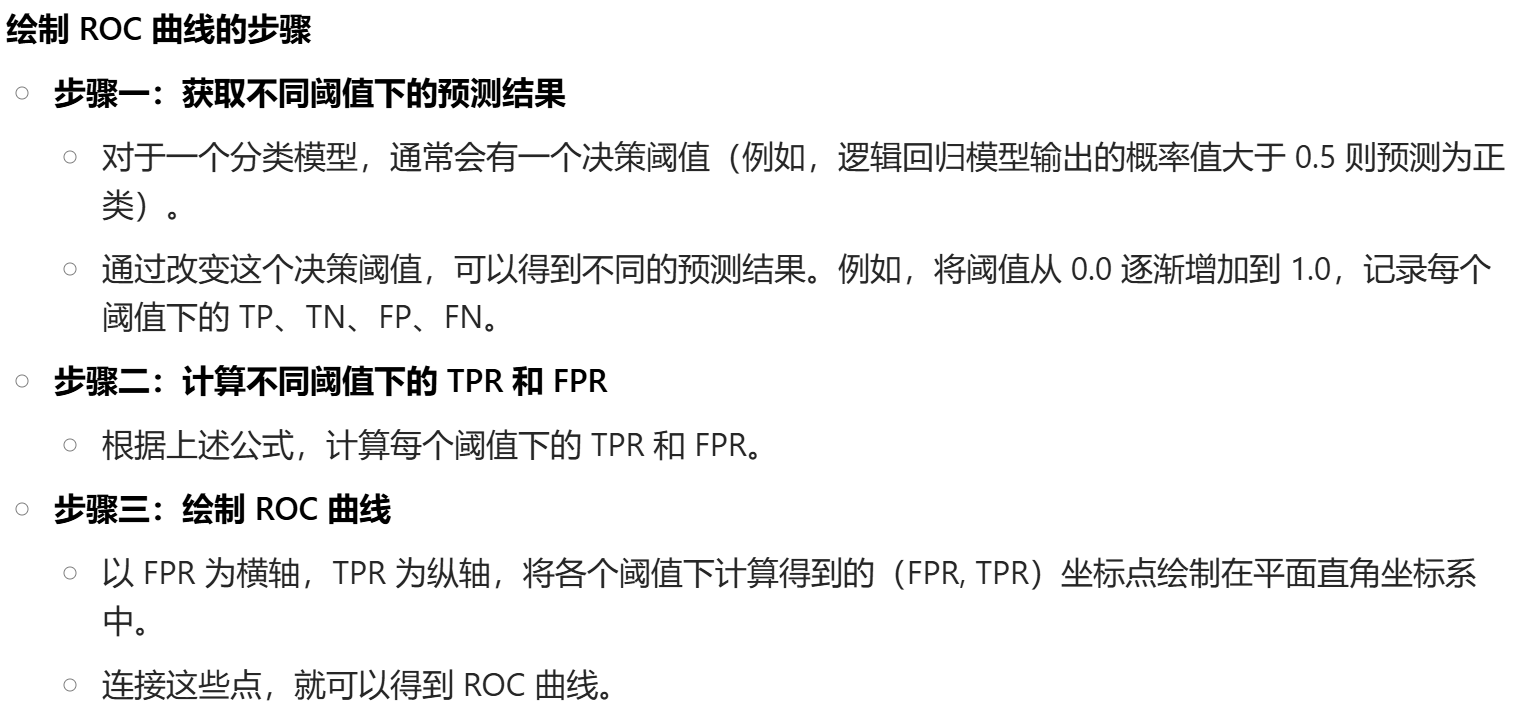 绘制 ROC 曲线的步骤
步骤一：获取不同阈值下的预测结果
对于一个分类模型，通常会有一个决策阈值（例如，逻辑回归模型输出的概率值大于 0.5 则预测为正
类）。
通过改变这个决策阈值，可以得到不同的预测结果。例如，将阈值从 0.0 逐渐增加到 1.0，记录每个
阈值下的 TP、TN、FP、FN。
步骤二：计算不同阈值下的 TPR 和 FPR
根据上述公式，计算每个阈值下的 TPR 和 FPR。
步骤三：绘制 ROC 曲线
以 FPR 为横轴，TPR 为纵轴，将各个阈值下计算得到的（FPR, TPR）坐标点绘制在平面直角坐标系
中。
连接这些点，就可以得到 ROC 曲线。